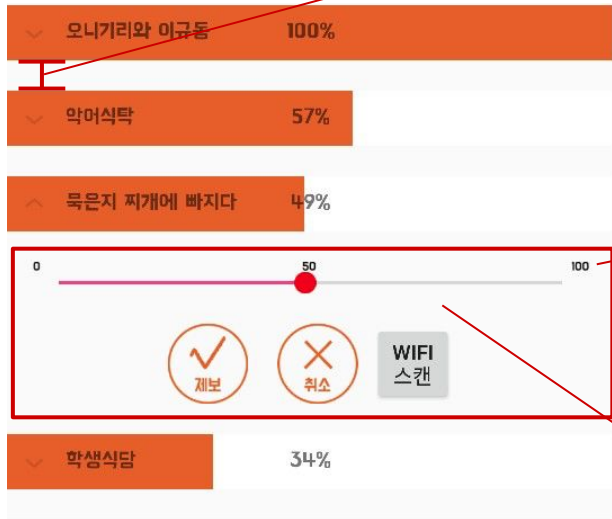 오니기리와 이규동 100%
악어식탁 57%
묵은지 찌개에 빠지다 49%
0 50 100
제보 취소 WIFI
스캔
학생식당 34%